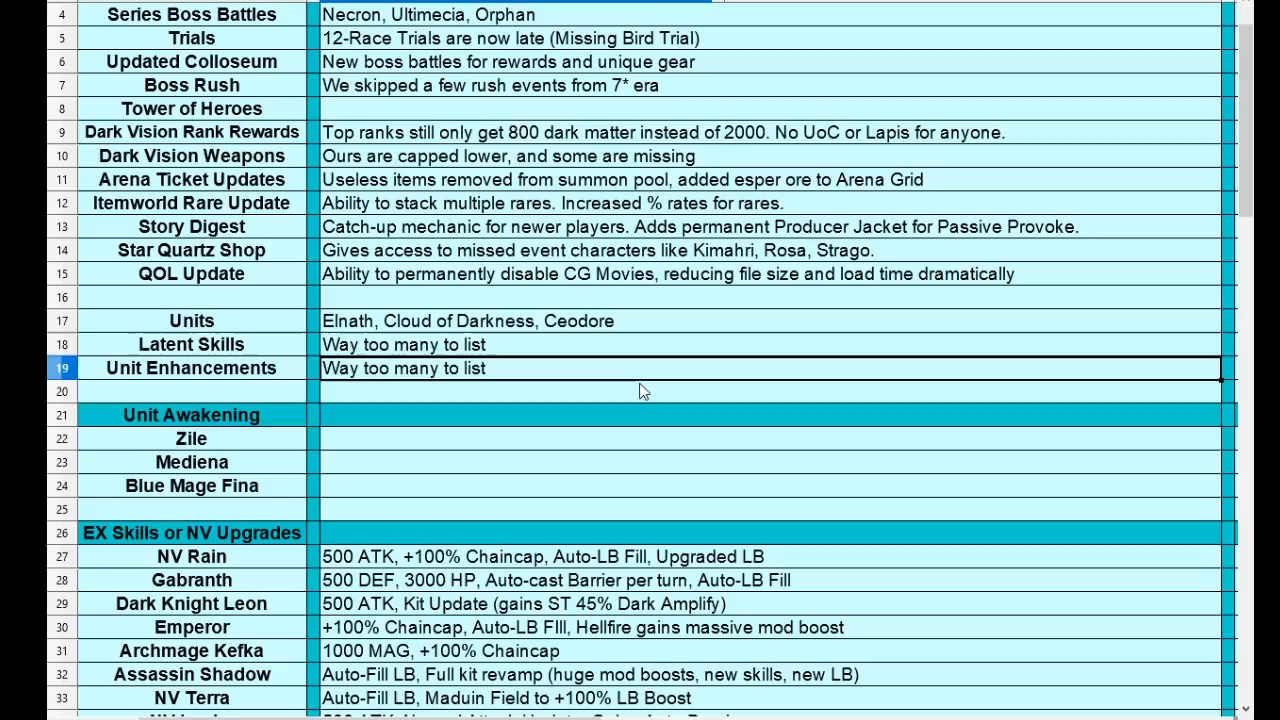 4 Series Boss Battles Necron, Ultimecia, Orphan
5 Trials 12-Race Trials are now late (Missing Bird Trial)
6 Updated Colloseum New boss battles for rewards and unique gear
7 Boss Rush We skipped a few rush events from 7* era
8 Tower of Heroes
9 Dark Vision Rank Rewards Top ranks still only get 800 dark matter instead of 2000. No UoC or Lapis for anyone.
10 Dark Vision Weapons Ours are capped lower, and some are missing
11 Arena Ticket Updates Useless items removed from summon pool, added esper ore to Arena Grid
12 Itemworld Rare Update Ability to stack multiple rares. Increased % rates for rares.
13 Story Digest Catch-up mechanic for newer players. Adds permanent Producer Jacket for Passive Provoke.
14 Star Quartz Shop Gives access to missed event characters like Kimahri, Rosa, Strago.
15 QOL Update Ability to permanently disable CG Movies, reducing file size and load time dramatically
16
17 Units Elnath, Cloud of Darkness, Ceodore
18 Latent Skills Way too many to list
19 Unit Enhancements Way too many to list
20
21 Unit Awakening
22 Zile
23 Mediena
24 Blue Mage Fina
25
26 EX Skills or NV Upgrades
27 NV Rain 500 ATK, +100% Chaincap, Auto-LB Fill, Upgraded LB
28 Gabranth 500 DEF, 3000 HP, Auto-cast Barrier per turn, Auto-LB Fill
29 Dark Knight Leon 500 ATK, Kit Update (gains ST 45% Dark Amplify)
30 Emperor +100% Chaincap, Auto-LB FIll, Hellfire gains massive mod boost
31 Archmage Kefka 1000 MAG, +100% Chaincap
32 Assassin Shadow Auto-Fill LB, Full kit revamp (huge mod boosts, new skills, new LB)
33 NV Terra Auto-Fill LB, Maduin Field to +100% LB Boost